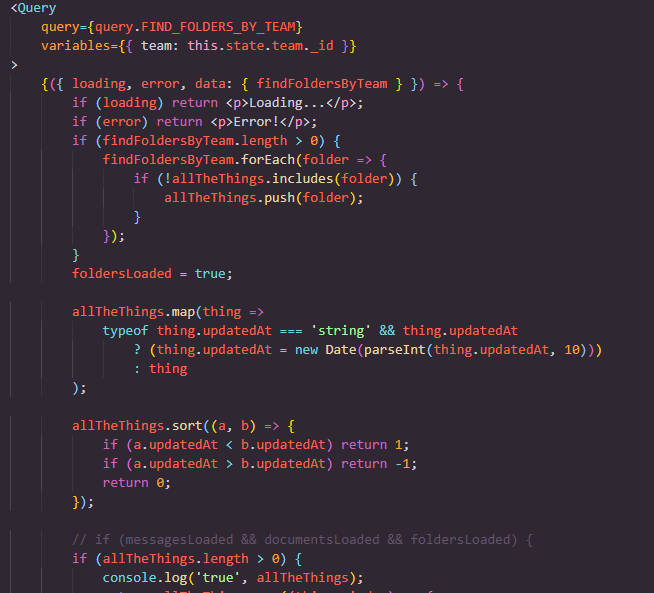 <Query
query={query.FIND_FOLDERS_BY_TEAM}
variables={{ team: this.state.team._id }}
>
{({ loading, error, data: { findFoldersByTeam } }) => {
if (loading) return <p>Loading...</p>;
if (error) return <p>Error!</p>;
if (findFoldersByTeam.length > 0) {
findFoldersByTeam.forEach(folder => {
if (!allTheThings.includes(folder)) {
allTheThings.push(folder);
}
});
}
foldersLoaded = true;
allTheThings.map(thing =>
typeof thing.updatedAt === 'string' && thing.updatedAt
? (thing.updatedAt = new Date(parseInt(thing.updatedAt, 10)))
: thing
);
allTheThings.sort((a, b) => {
if (a.updatedAt < b.updatedAt) return 1;
if (a.updatedAt > b.updatedAt) return -1;
return 0;
});
// if (messagesLoaded && documentsLoaded && foldersLoaded) {
if (allTheThings.length > 0) {
console.log('true', allTheThings);